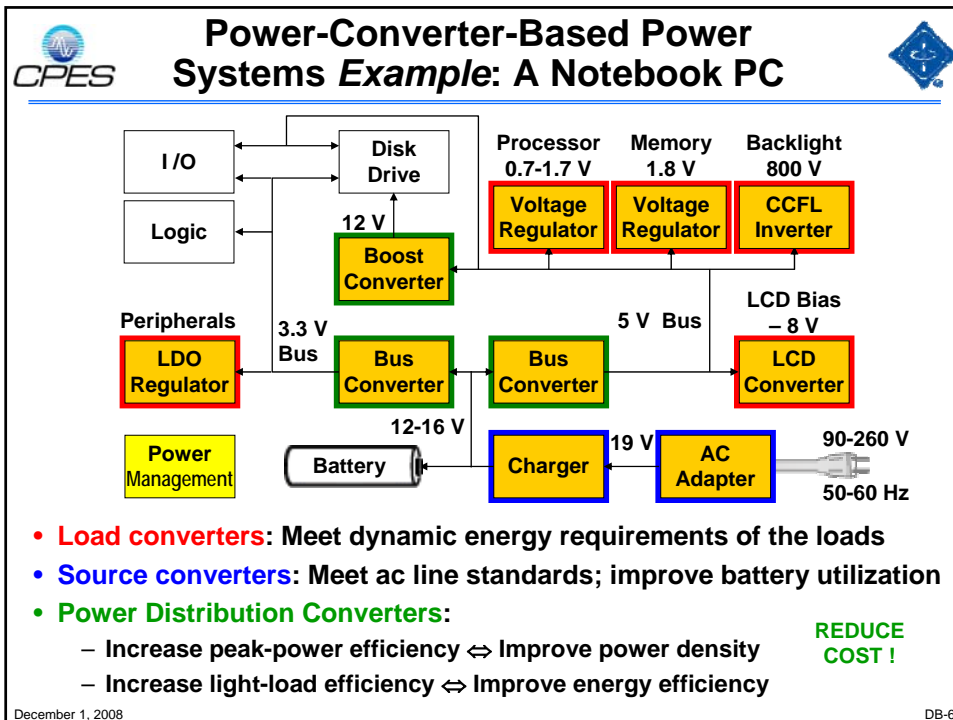 CPES
Power-Converter-Based Power
Systems Example: A Notebook PC
I /O
Disk
Drive
Logic
Processor
0.7-1.7 V
Memory
1.8 V
Backlight
800 V
Voltage
Regulator
Voltage
Regulator
CCFL
Inverter
12 V
Boost
Converter
Peripherals
LDO
Regulator
3.3 V
Bus
Bus
Converter
Bus
Converter
5 V Bus
LCD Bias
– 8 V
LCD
Converter
12-16 V
Power
Management
Battery
Charger
19 V
AC
Adapter
90-260 V
50-60 Hz
• Load converters: Meet dynamic energy requirements of the loads
• Source converters: Meet ac line standards; improve battery utilization
• Power Distribution Converters:
– Increase peak-power efficiency ⇔ Improve power density
– Increase light-load efficiency ⇔ Improve energy efficiency
REDUCE
COST !
December 1, 2008
DB-6